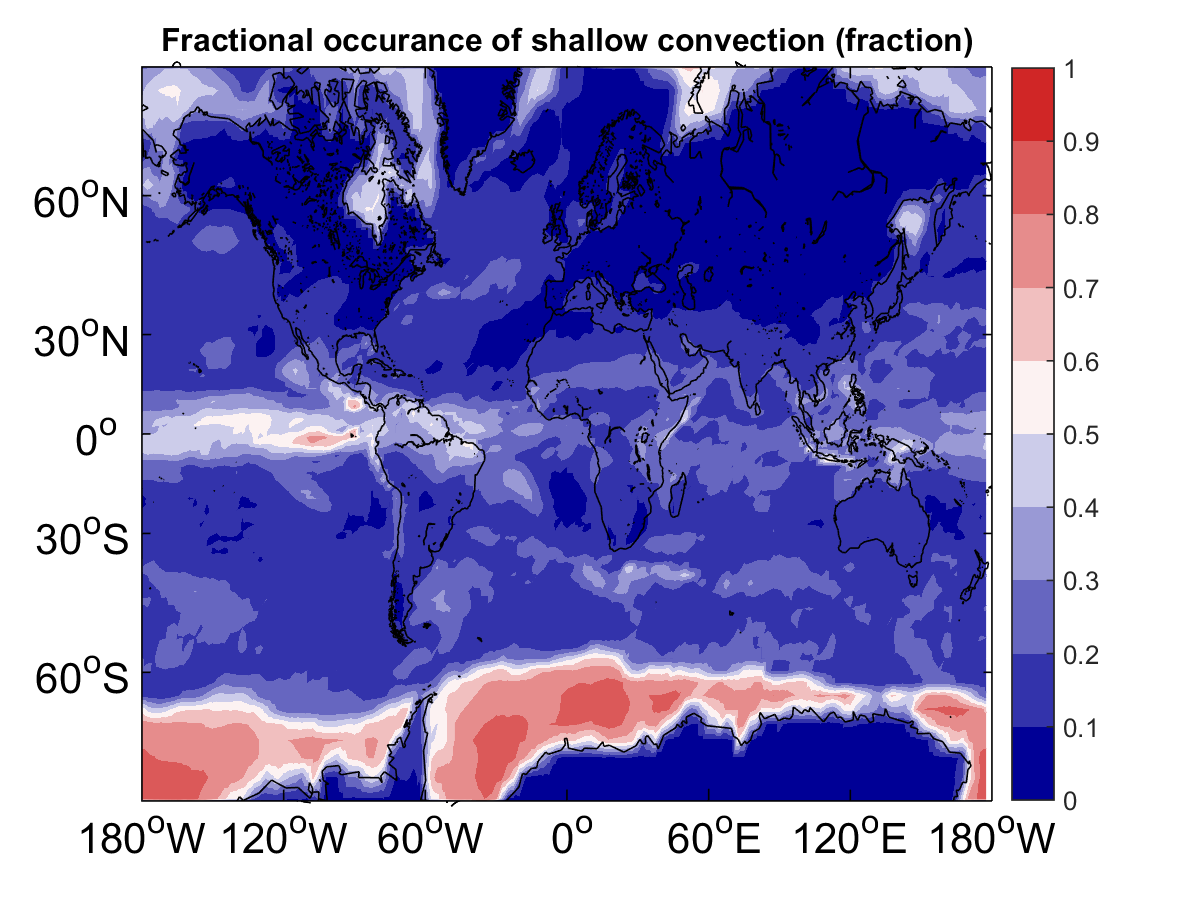 Fractional occurance of shallow convection (fraction)
60°N
30°N
0°
30°S
60°S
180°W 120°W 60°W 0° 60°E 120°E 180°W
1
0.9
0.8
0.7
0.6
0.5
0.4
0.3
0.2
0.1
0